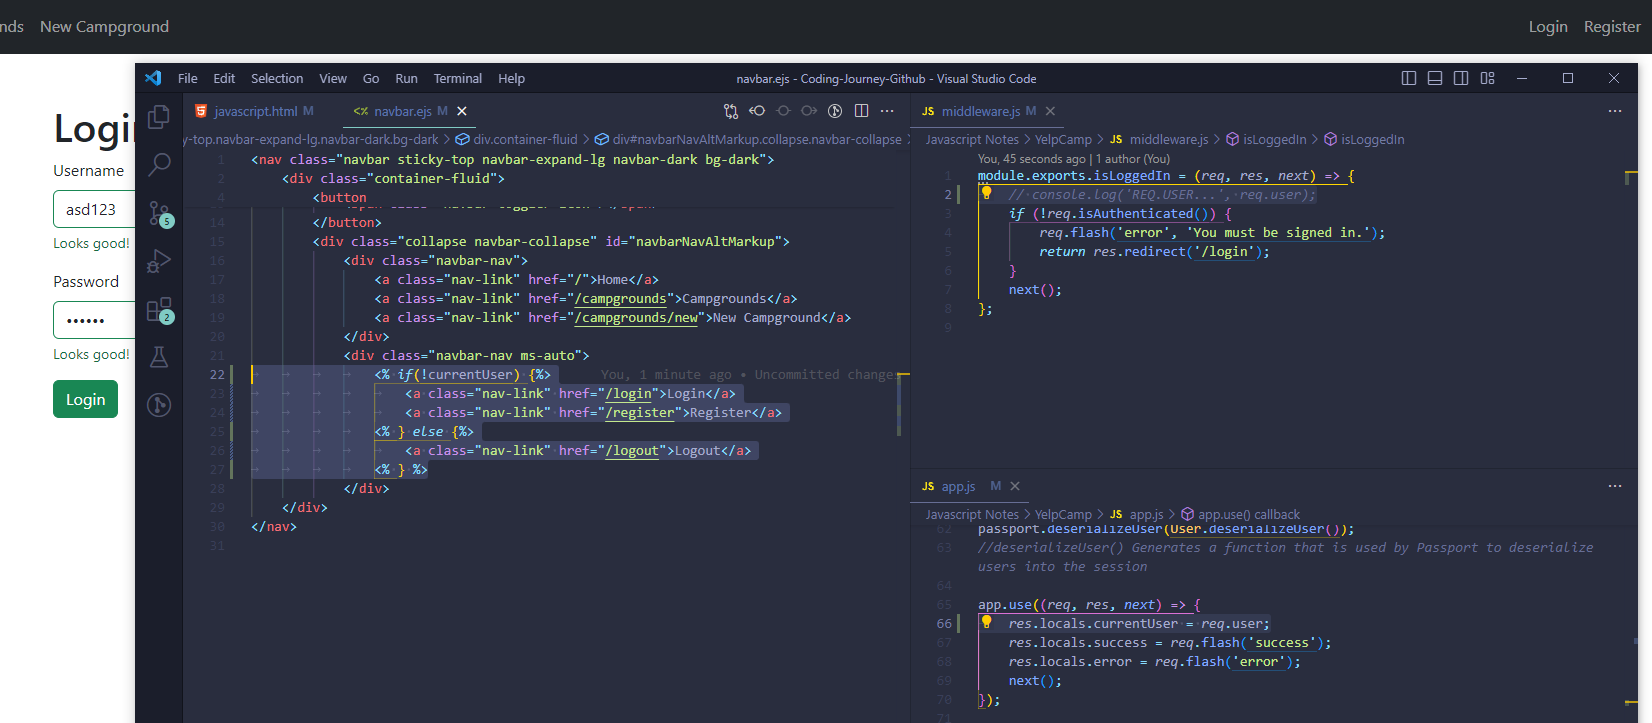 nds New Campground Login Register
Login
Username
asd123
Looks good!
Password
••••••
Looks good!
Login
File Edit Selection View Go Run Terminal Help navbar.ejs - Coding-Journey-Github - Visual Studio Code
5
2
javascript.html M <%> navbar.ejs M
y-top.navbar-expand-lg.navbar-dark.bg-dark > div.container-fluid > div#navbarNavAltMarkup.collapse.navbar-collapse >
1 <nav class="navbar sticky-top navbar-expand-lg navbar-dark bg-dark">
2 <div class="container-fluid">
4 <button
14 </button>
15 <div class="collapse navbar-collapse" id="navbarNavAltMarkup">
16 <div class="navbar-nav">
17 <a class="nav-link" href="/">Home</a>
18 <a class="nav-link" href="/campgrounds">Campgrounds</a>
19 <a class="nav-link" href="/campgrounds/new">New Campground</a>
20 </div>
21 <div class="navbar-nav ms-auto">
22 <% if(!currentUser) {%> You, 1 minute ago • Uncommitted changes
23 <a class="nav-link" href="/login">Login</a>
24 <a class="nav-link" href="/register">Register</a>
25 <% } else {%>
26 <a class="nav-link" href="/logout">Logout</a>
27 <% } %>
28 </div>
29 </div>
30 </nav>
31
JS middleware.js M
Javascript Notes > YelpCamp > JS middleware.js > isLoggedIn > isLoggedIn
You, 45 seconds ago | 1 author (You)
1 module.exports.isLoggedIn = (req, res, next) => {
2 // console.log('REQ.USER...', req.user);
3 if (!req.isAuthenticated()) {
4 req.flash('error', 'You must be signed in.');
5 return res.redirect('/login');
6 }
7 next();
8 };
9
JS app.js M
Javascript Notes > YelpCamp > JS app.js > app.use() callback
62 passport.deserializeUser(User.deserializeUser());
63 //deserializeUser() Generates a function that is used by Passport to deserialize
users into the session
64
65 app.use((req, res, next) => {
66 res.locals.currentUser = req.user;
67 res.locals.success = req.flash('success');
68 res.locals.error = req.flash('error');
69 next();
70 });
71